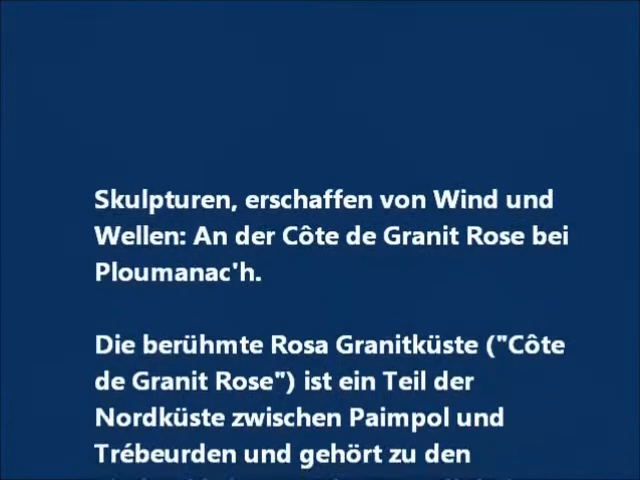 Skulpturen, erschaffen von Wind und
Wellen: An der Côte de Granit Rose bei
Ploumanac'h.
Die berühmte Rosa Granitküste ("Côte
de Granit Rose") ist ein Teil der
Nordküste zwischen Paimpol und
Trébeurden und gehört zu den